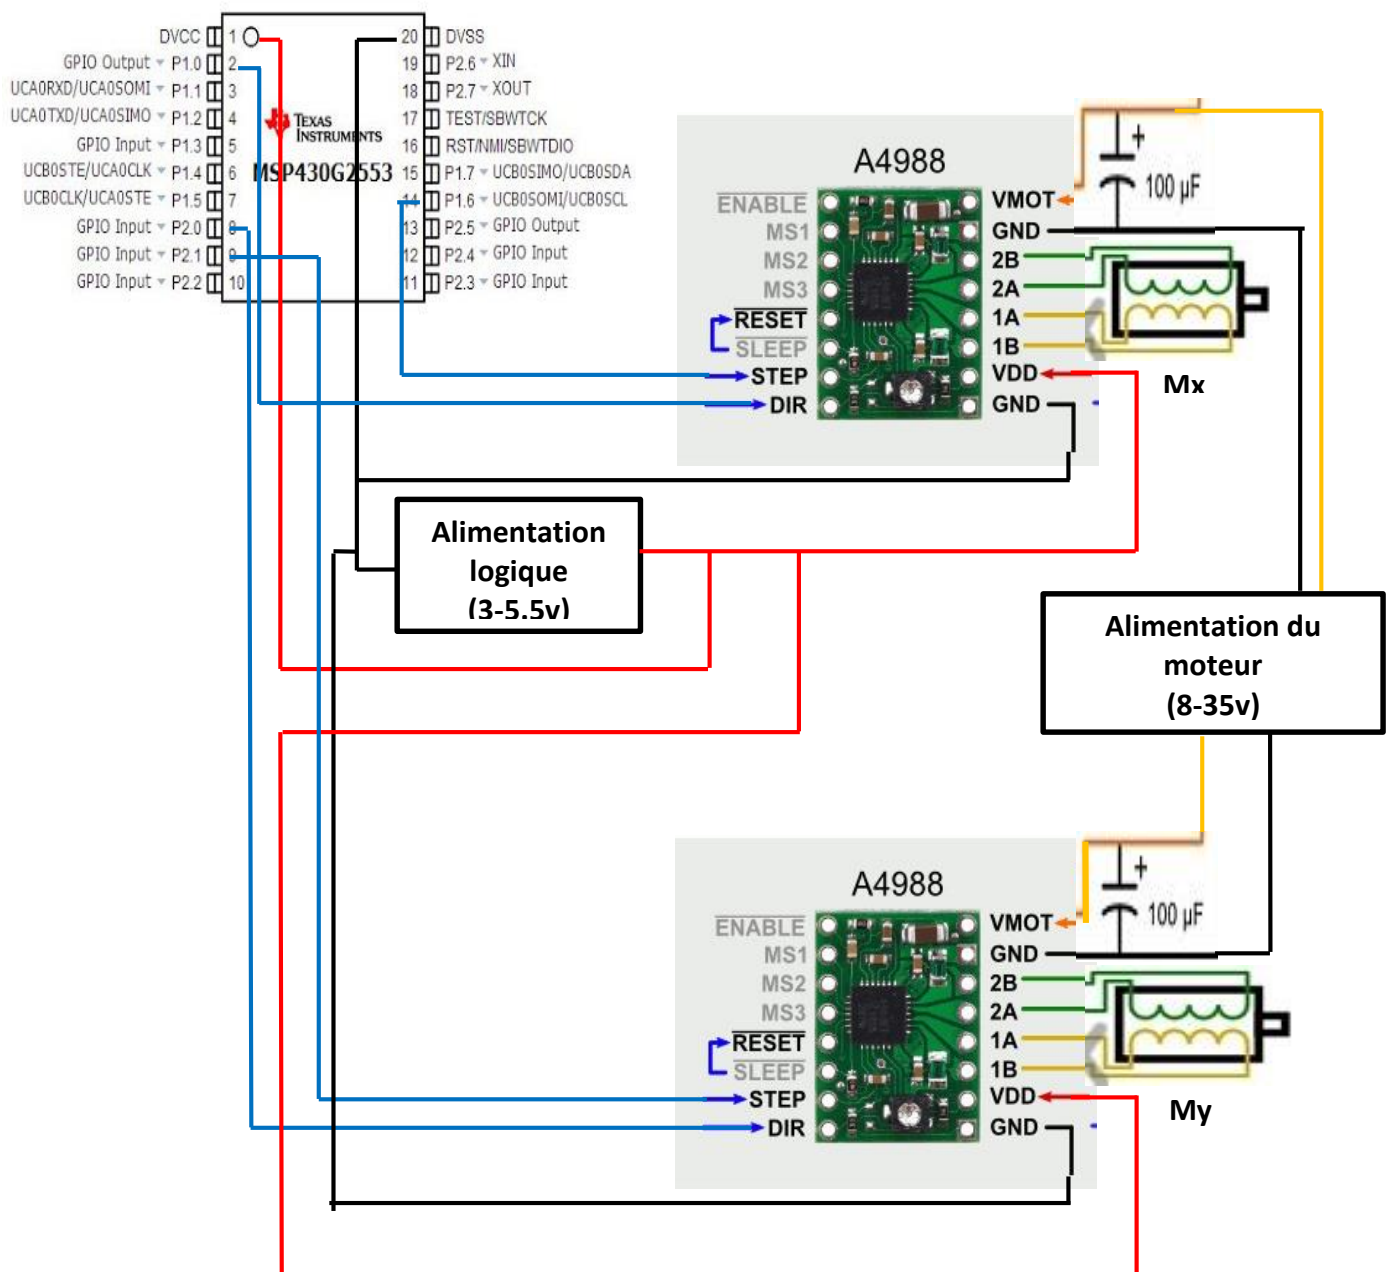 DVCC 1 20 DVSS
GPIO Output P1.0 2 19 P2.6 XIN
UCA0RXD/UCA0SOMI P1.1 3 18 P2.7 XOUT
UCA0TXD/UCA0SIMO P1.2 4 17 TEST/SBWTCK
GPIO Input P1.3 5 16 RST/NMI/SBWTDIO
UCB0STE/UCA0CLK P1.4 6 15 P1.7 UCB0SIMO/UCB0SDA
UCB0CLK/UCA0STE P1.5 7 14 P1.6 UCB0SOMI/UCB0SCL
GPIO Input P2.0 8 13 P2.5 GPIO Output
GPIO Input P2.1 9 12 P2.4 GPIO Input
GPIO Input P2.2 10 11 P2.3 GPIO Input
TEXAS
INSTRUMENTS
MSP430G2553
A4988
ENABLE
MS1
MS2
MS3
RESET
SLEEP
STEP
DIR
VMOT
GND
2B
2A
1A
1B
VDD
GND
+
100 µF
Mx
Alimentation
logique
(3-5.5v)
Alimentation du
moteur
(8-35v)
A4988
ENABLE
MS1
MS2
MS3
RESET
SLEEP
STEP
DIR
VMOT
GND
2B
2A
1A
1B
VDD
GND
+
100 µF
My